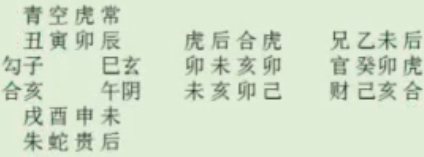 青空虎常
丑寅卯辰 虎后合虎 兄乙未后
勾子 巳玄 卯未亥卯 官癸卯虎
合亥 午阴 未亥卯己 财己亥合
戌酉申未
朱蛇贵后